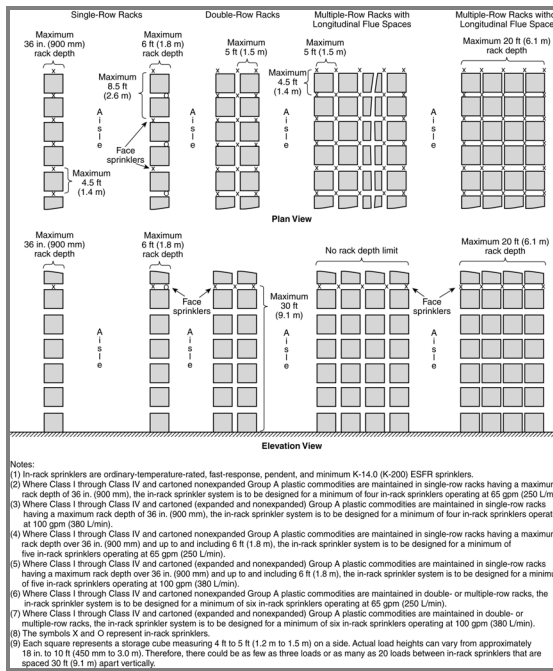 Single-Row Racks
Double-Row Racks
Multiple-Row Racks with
Longitudinal Flue Spaces
Multiple-Row Racks witho
Longitudinal Flue Space
Maximum
36 in. (900 mm)
rack depth
Maximum
6 ft (1.8 m)
rack depth
Maximum
5 ft (1.5 m)
Maximum
5 ft (1.5 m)
Maximum 20 ft (6.1 m)
rack depth
Maximum
8.5 ft
(2.6 m)
Maximum
4.5 ft
(1.4 m)
Aisle
Aisle
Aisle
Aisle
Face
sprinklers
Maximum
4.5 ft
(1.4 m)
Plan View
Maximum
36 in. (900 mm)
rack depth
Maximum
6 ft (1.8 m)
rack depth
No rack depth limit
Maximum 20 ft (6.1 m)
rack depth
Face
sprinklers
Maximum
30 ft
(9.1 m)
Face
sprinklers
Aisle
Aisle
Aisle
Aisle
Elevation View
Notes:
(1) In-rack sprinklers are ordinary-temperature-rated, fast-response, pendent, and minimum K-14.0 (K-200) ESFR sprinklers.
(2) Where Class I through Class IV and cartoned nonexpanded Group A plastic commodities are maintained in single-row racks having a maximum
rack depth of 36 in. (900 mm), the in-rack sprinkler system is to be designed for a minimum of four in-rack sprinklers operating at 65 gpm (250 L/m
(3) Where Class I through Class IV and cartoned (expanded and nonexpanded) Group A plastic commodities are maintained in single-row racks
having a maximum rack depth of 36 in. (900 mm), the in-rack sprinkler system is to be designed for a minimum of four in-rack sprinklers operat
at 100 gpm (380 L/min).
(4) Where Class I through Class IV and cartoned nonexpanded Group A plastic commodities are maintained in single-row racks having a maximum
rack depth over 36 in. (900 mm) and up to and including 6 ft (1.8 m), the in-rack sprinkler system is to be designed for a minimum of
five in-rack sprinklers operating at 65 gpm (250 L/min).
(5) Where Class I through Class IV and cartoned (expanded and nonexpanded) Group A plastic commodities are maintained in single-row racks
having a maximum rack depth over 36 in. (900 mm) and up to and including 6 ft (1.8 m), the in-rack sprinkler system is to be designed for a minimu
of five in-rack sprinklers operating at 100 gpm (380 L/min).
(6) Where Class I through Class IV and cartoned nonexpanded Group A plastic commodities are maintained in double- or multiple-row racks, the
in-rack sprinkler system is to be designed for a minimum of six in-rack sprinklers operating at 65 gpm (250 L/min).
(7) Where Class I through Class IV and cartoned (expanded and nonexpanded) Group A plastic commodities are maintained in double- or
multiple-row racks, the in-rack sprinkler system is to be designed for a minimum of six in-rack sprinklers operating at 100 gpm (380 L/min).
(8) The symbols X and O represent in-rack sprinklers.
(9) Each square represents a storage cube measuring 4 ft to 5 ft (1.2 m to 1.5 m) on a side. Actual load heights can vary from approximately
18 in. to 10 ft (450 mm to 3.0 m). Therefore, there could be as few as three loads or as many as 20 loads between in-rack sprinklers that are
spaced 30 ft (9.1 m) apart vertically.